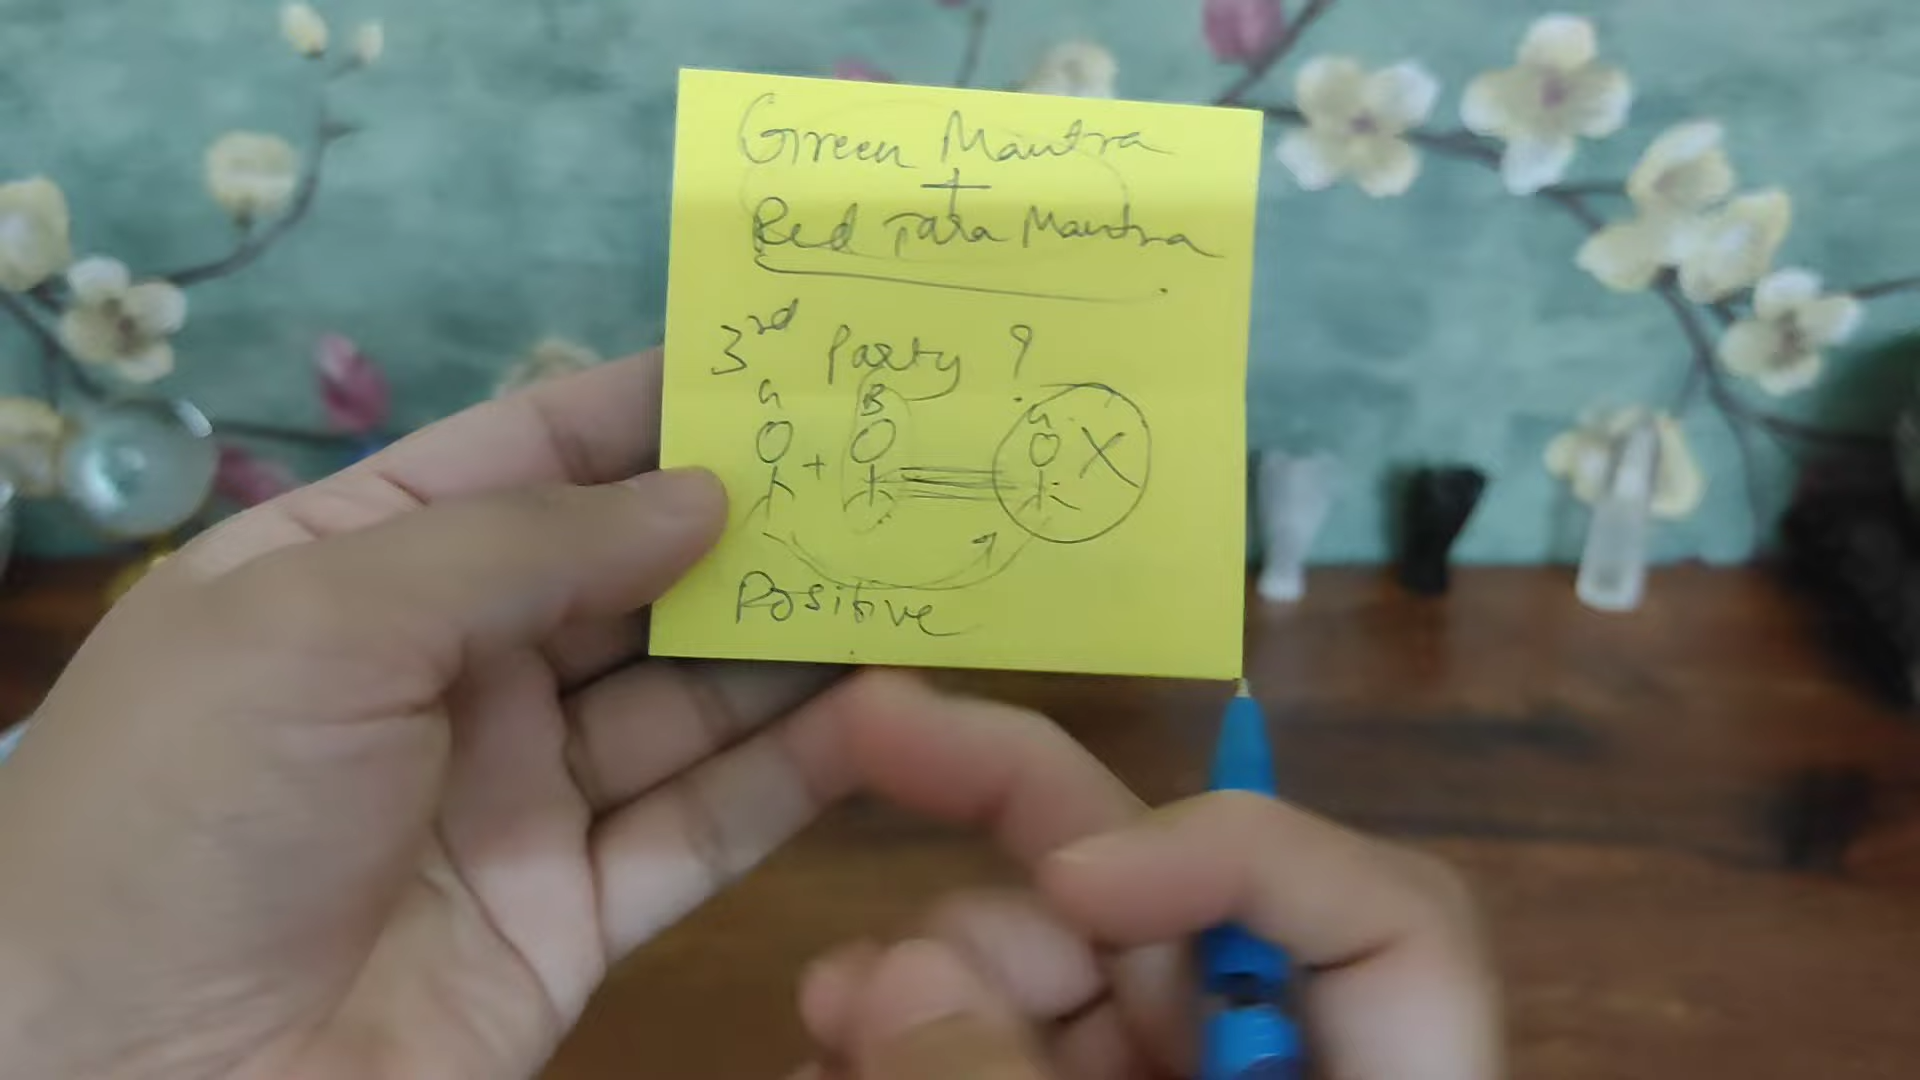 Green Mantra
+
Red Tara Mantra
3rd Party ?
G B G
+ X
Positive